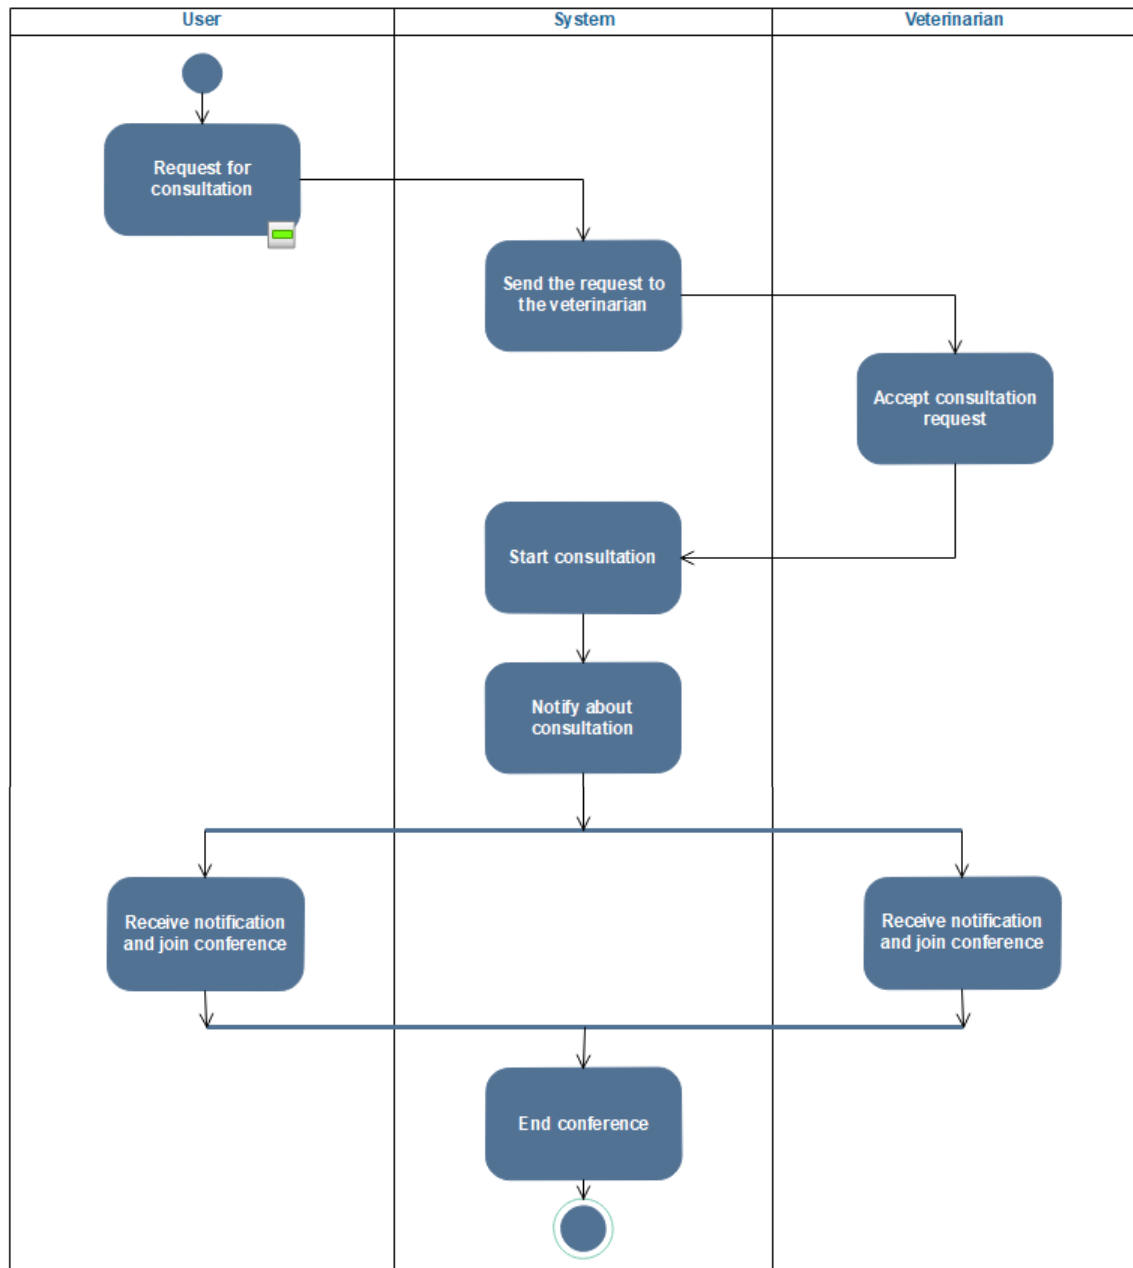 User
System
Veterinarian
Request for
consultation
Send the request to
the veterinarian
Accept consultation
request
Start consultation
Notify about
consultation
Receive notification
and join conference
Receive notification
and join conference
End conference